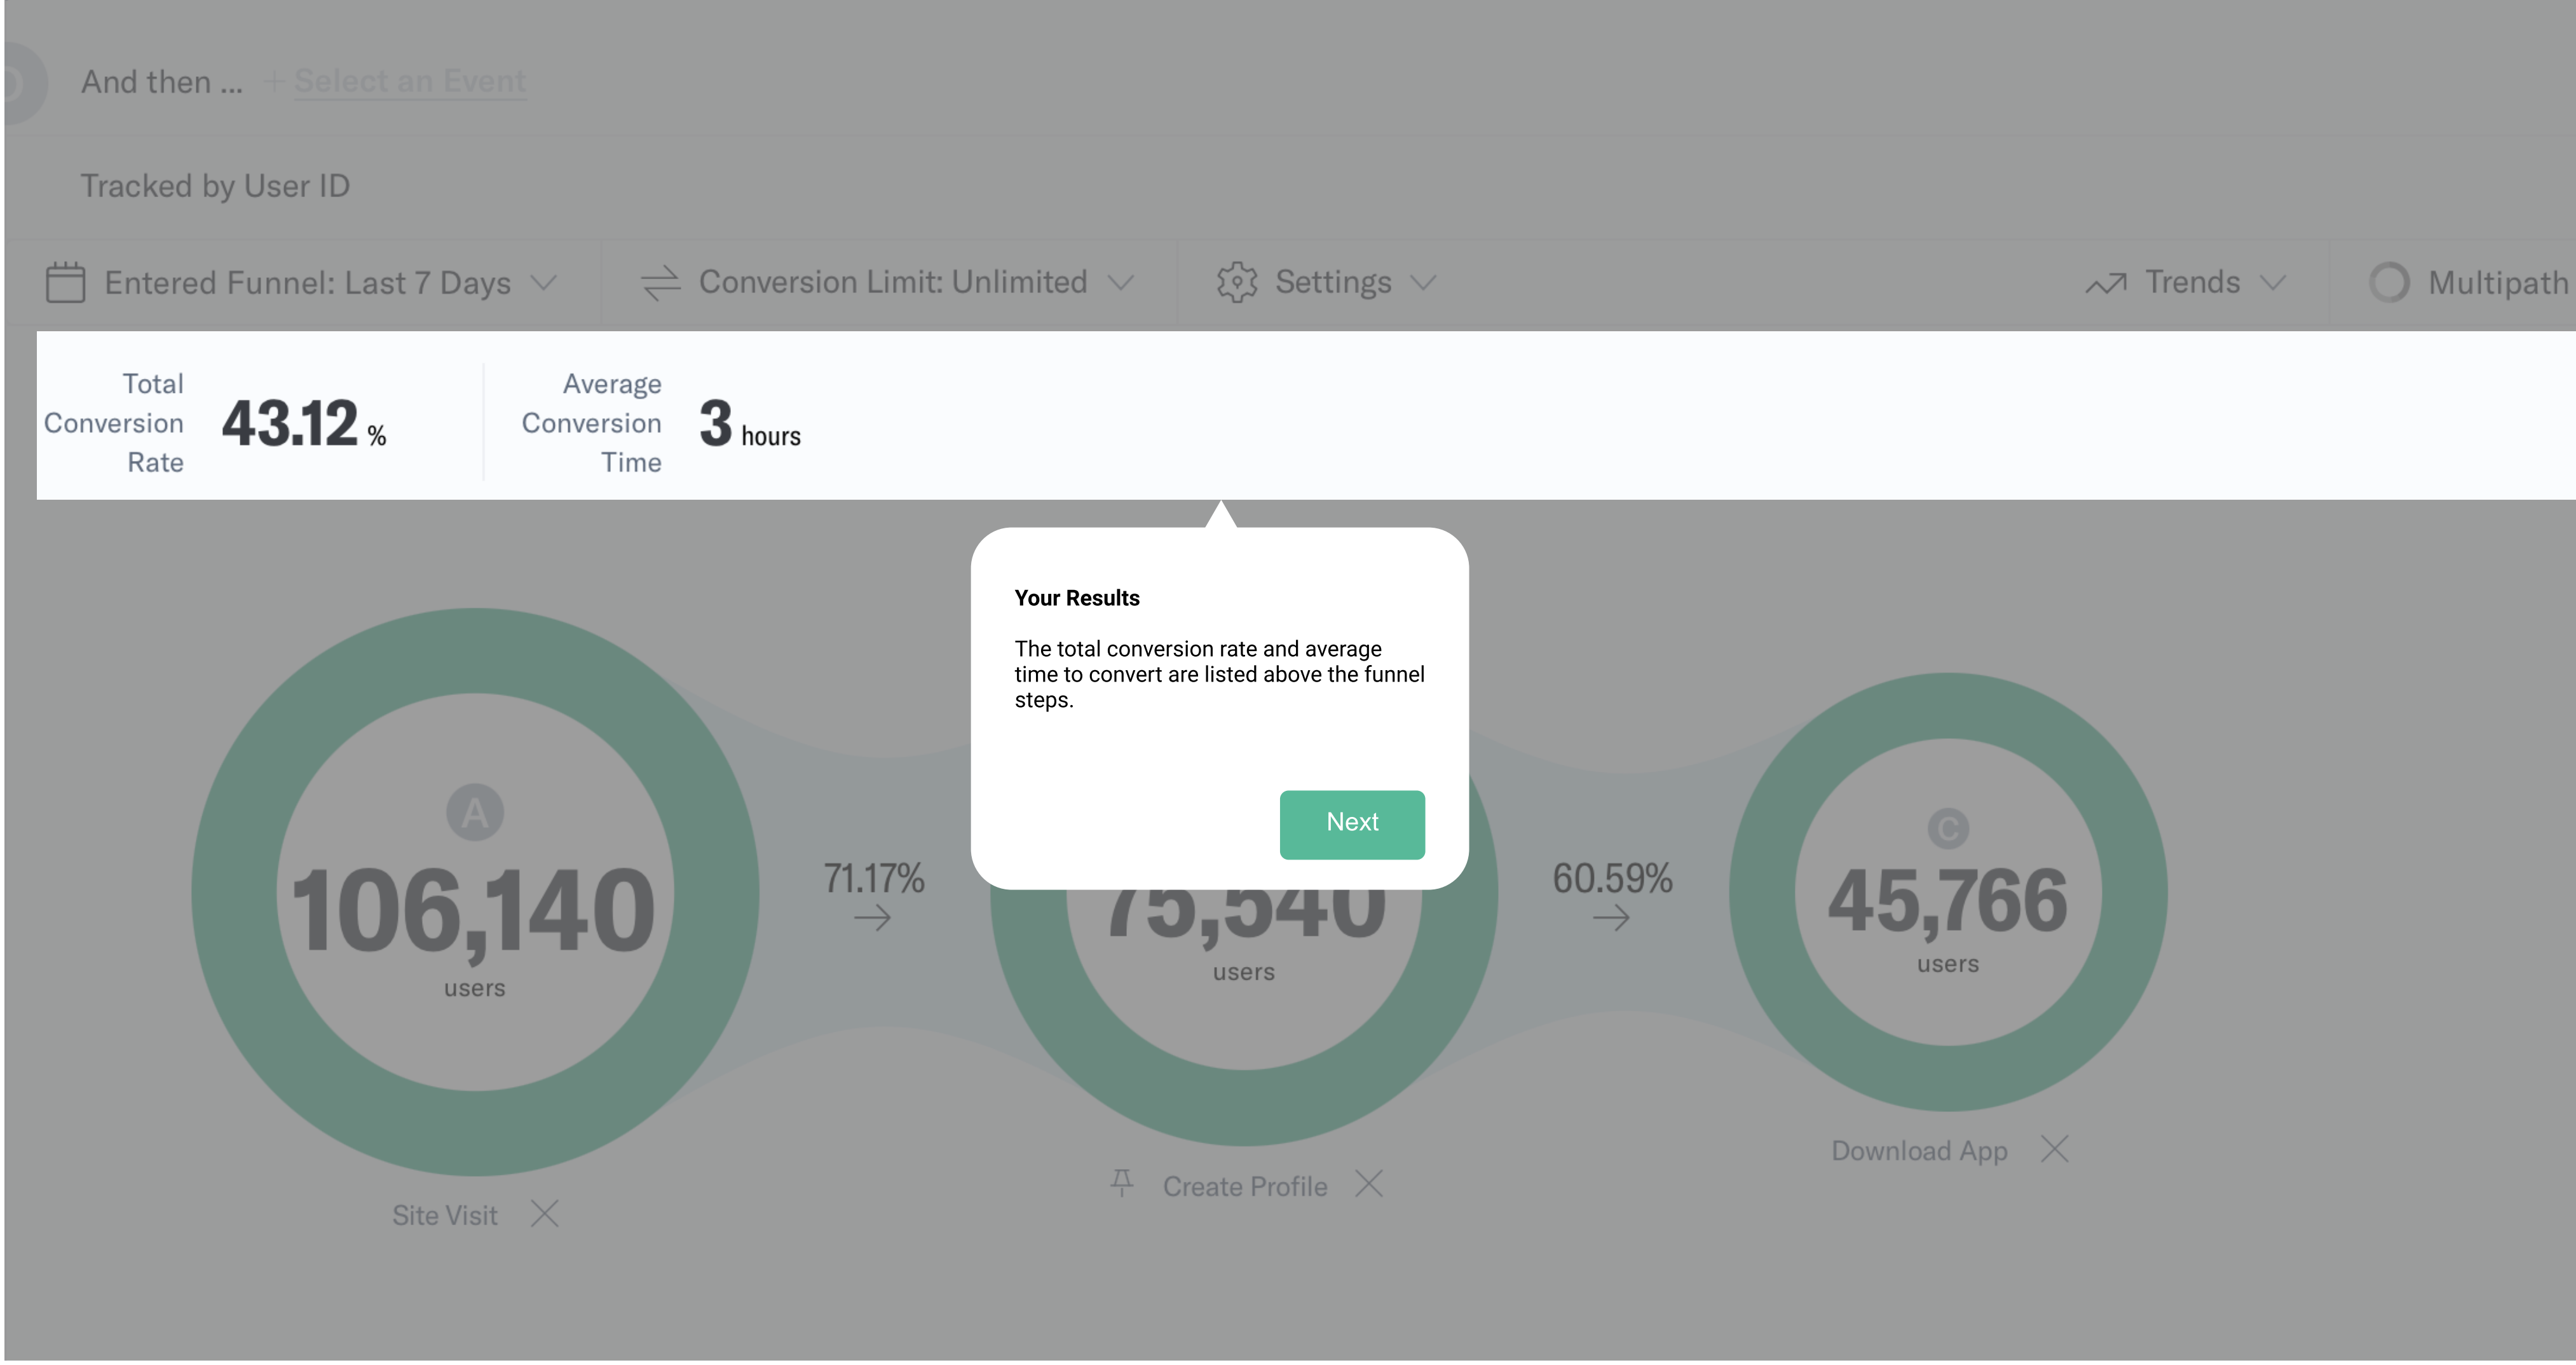 And then ... + Select an Event
Tracked by User ID
Entered Funnel: Last 7 Days
Conversion Limit: Unlimited
Settings
Trends
Multipath
Total
Conversion
Rate
43.12 %
Average
Conversion
Time
3 hours
Your Results
The total conversion rate and average
time to convert are listed above the funnel
steps.
Next
A
106,140
users
71.17%
75,540
users
60.59%
C
45,766
users
Site Visit
Create Profile
Download App